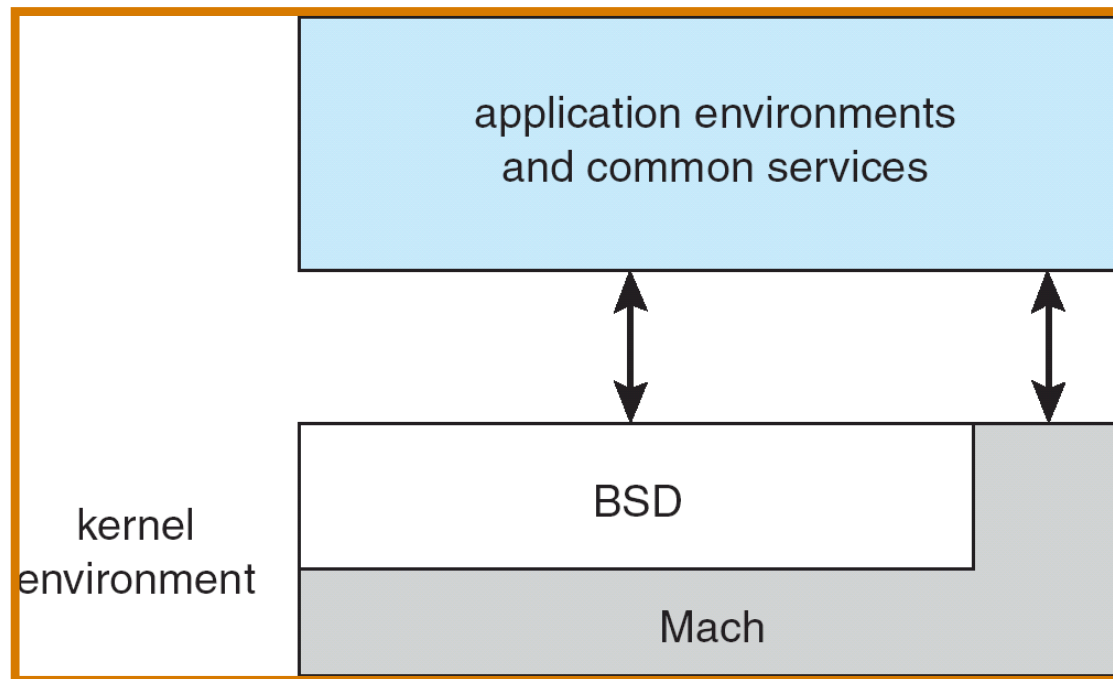 application environments
and common services
BSD
kernel
environment
Mach